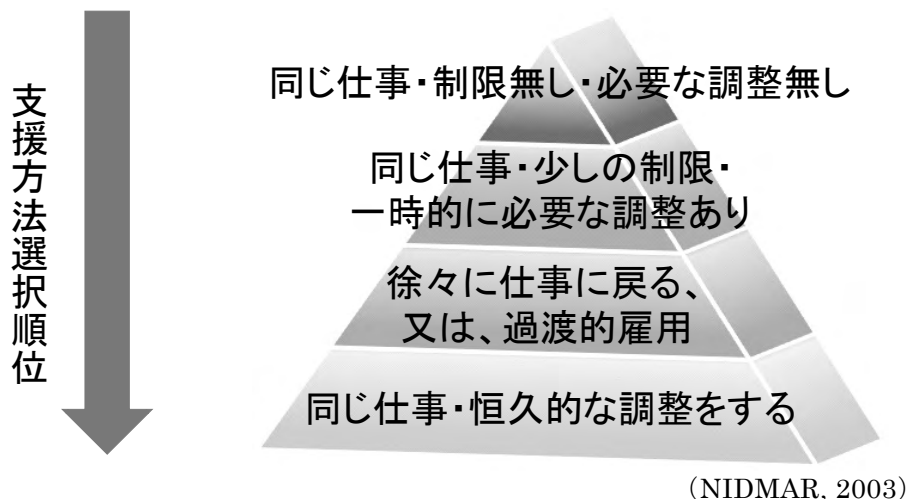 支援方法選択順位
同じ仕事・制限無し・必要な調整無し
同じ仕事・少しの制限・
一時的に必要な調整あり
徐々に仕事に戻る、
又は、過渡的雇用
同じ仕事・恒久的な調整をする
(NIDMAR, 2003)